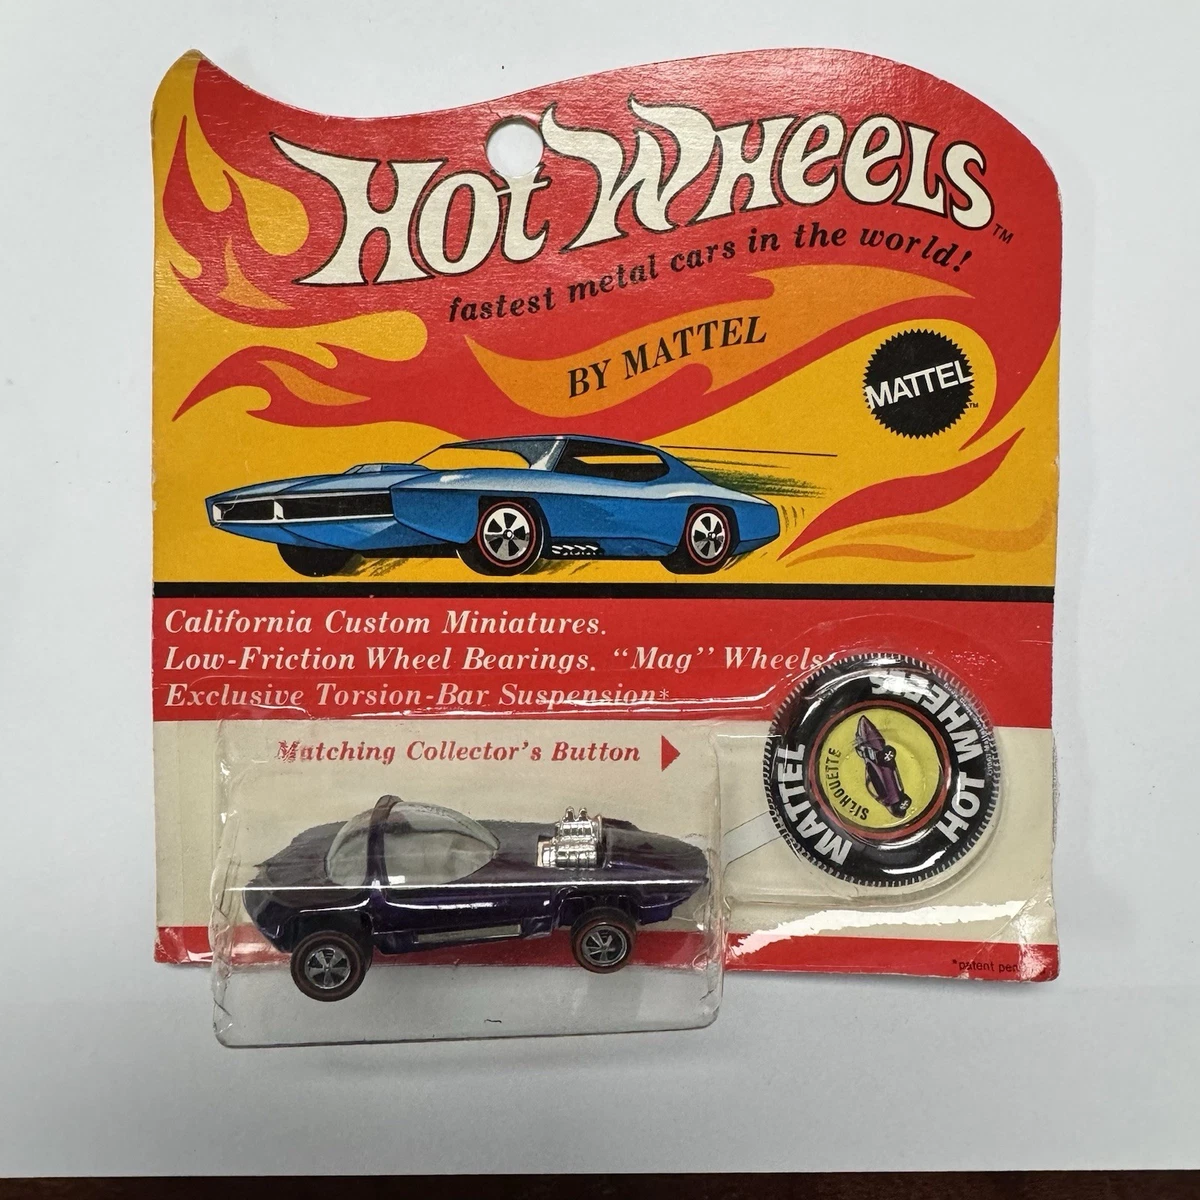 Hot Wheels TM
fastest metal cars in the world!
BY MATTEL
MATTEL TM
California Custom Miniatures.
Low-Friction Wheel Bearings. "Mag" Wheels.
Exclusive Torsion-Bar Suspension*
Matching Collector's Button
MATTEL HOT WHEELS
SILHOUETTE
*patent